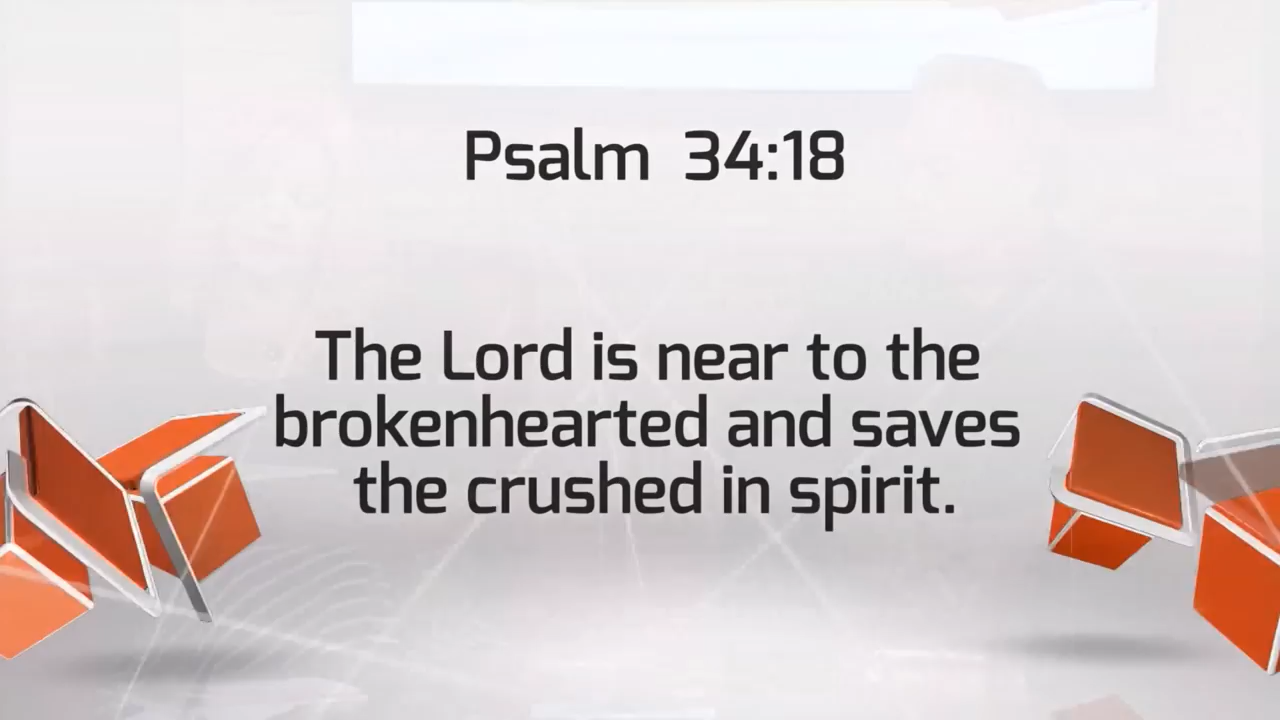 Psalm 34:18
The Lord is near to the
brokenhearted and saves
the crushed in spirit.